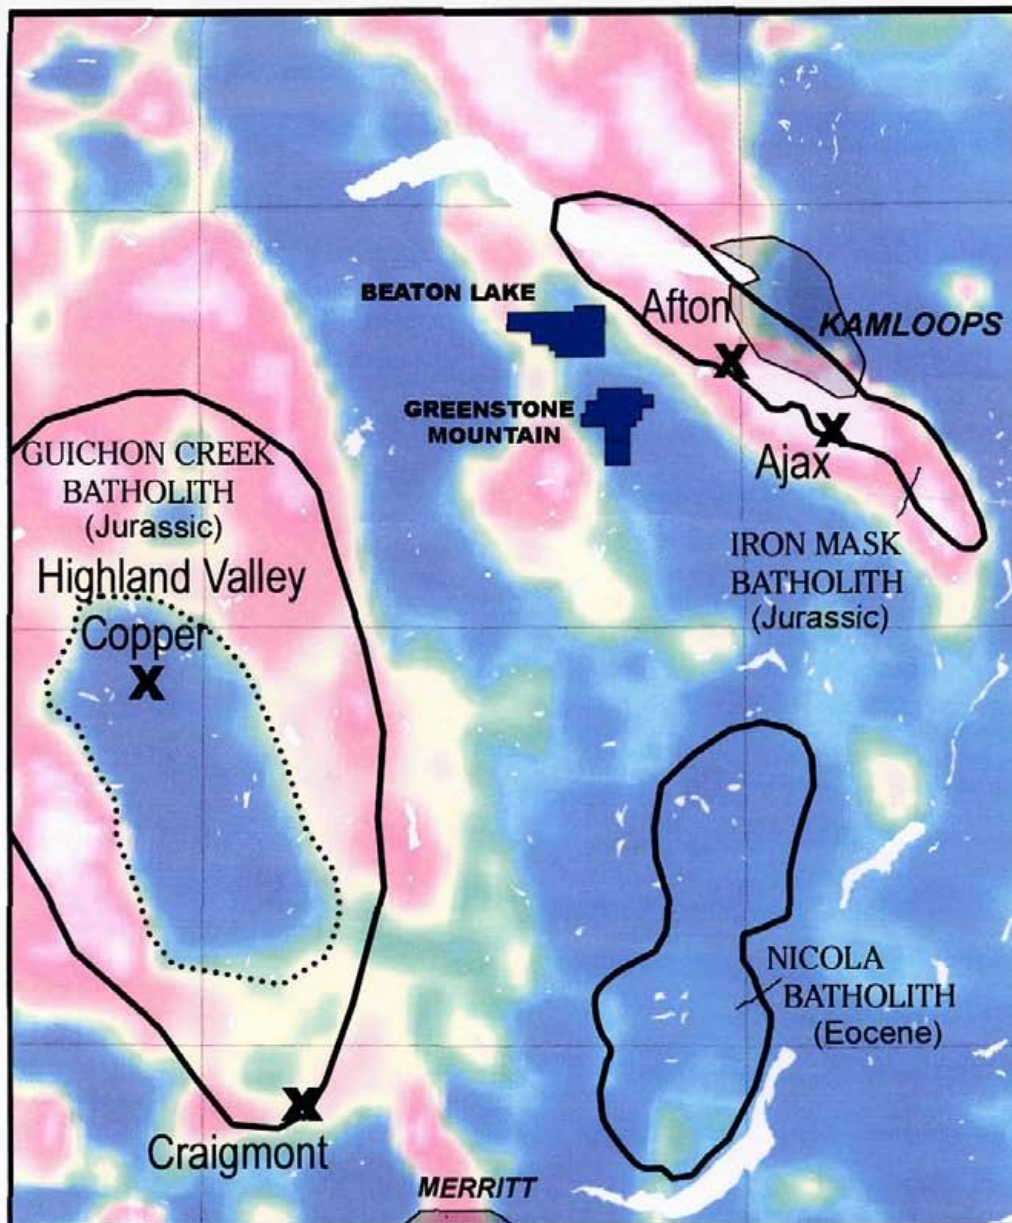 BEATON LAKE
Afton
KAMLOOPS
X
GREENSTONE
MOUNTAIN
X
Ajax
GUICHON CREEK
BATHOLITH
(Jurassic)
Highland Valley
Copper
X
IRON MASK
BATHOLITH
(Jurassic)
NICOLA
BATHOLITH
(Eocene)
X
Craigmont
MERRITT